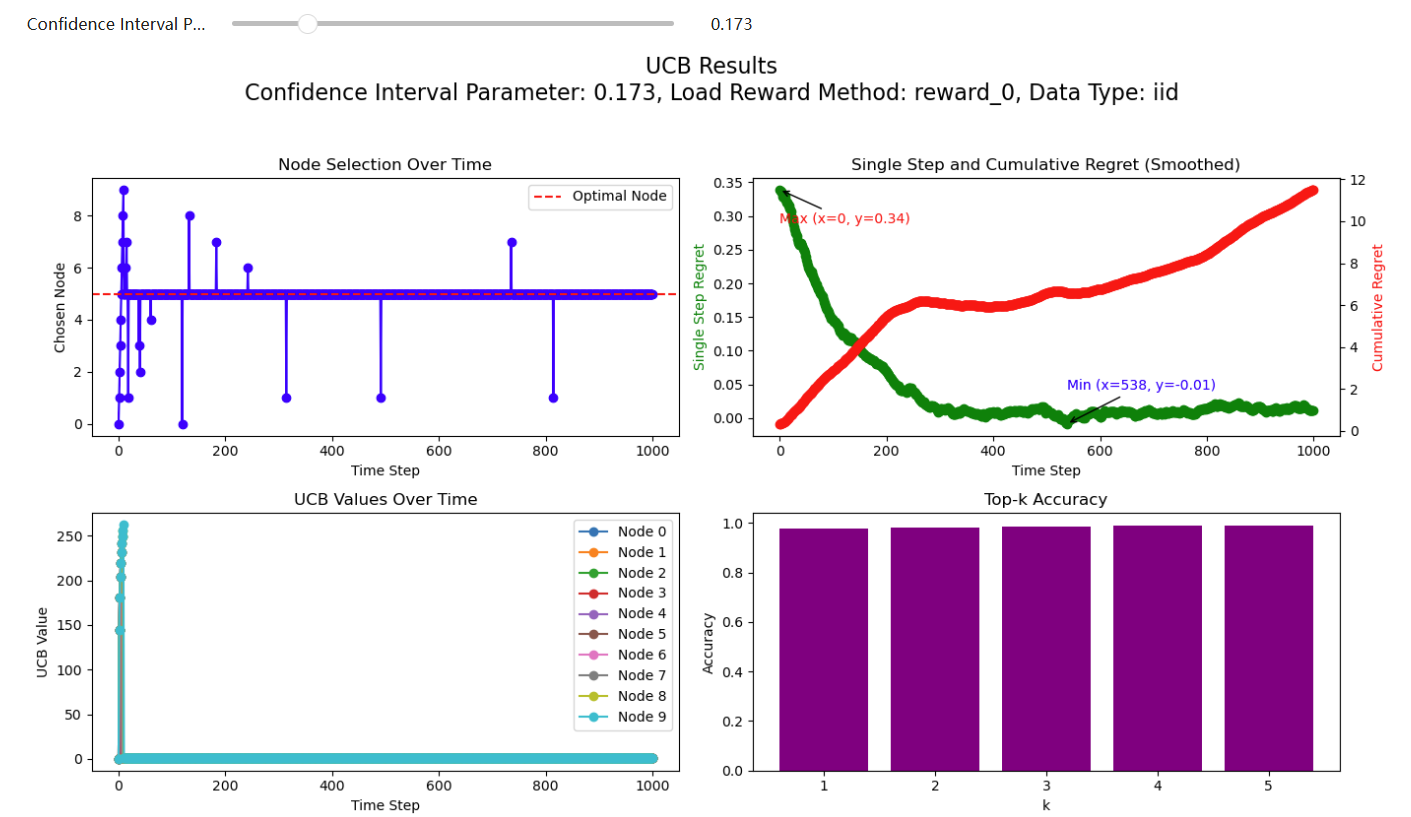 Confidence Interval P... 0.173
UCB Results
Confidence Interval Parameter: 0.173, Load Reward Method: reward_0, Data Type: iid
Node Selection Over Time
Optimal Node
8
6
4
2
0
Chosen Node
0 200 400 600 800 1000
Time Step
Single Step and Cumulative Regret (Smoothed)
0.35
0.30
0.25
0.20
0.15
0.10
0.05
0.00
Single Step Regret
Max (x=0, y=0.34)
Min (x=538, y=-0.01)
12
10
8
6
4
2
0
Cumulative Regret
0 200 400 600 800 1000
Time Step
UCB Values Over Time
250
200
150
100
50
0
UCB Value
Node 0
Node 1
Node 2
Node 3
Node 4
Node 5
Node 6
Node 7
Node 8
Node 9
0 200 400 600 800 1000
Time Step
Top-k Accuracy
1.0
0.8
0.6
0.4
0.2
0.0
Accuracy
1 2 3 4 5
k